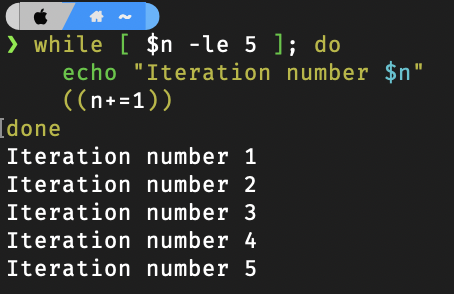 ~
❯ while [ $n -le 5 ]; do
echo "Iteration number $n"
((n+=1))
done
Iteration number 1
Iteration number 2
Iteration number 3
Iteration number 4
Iteration number 5